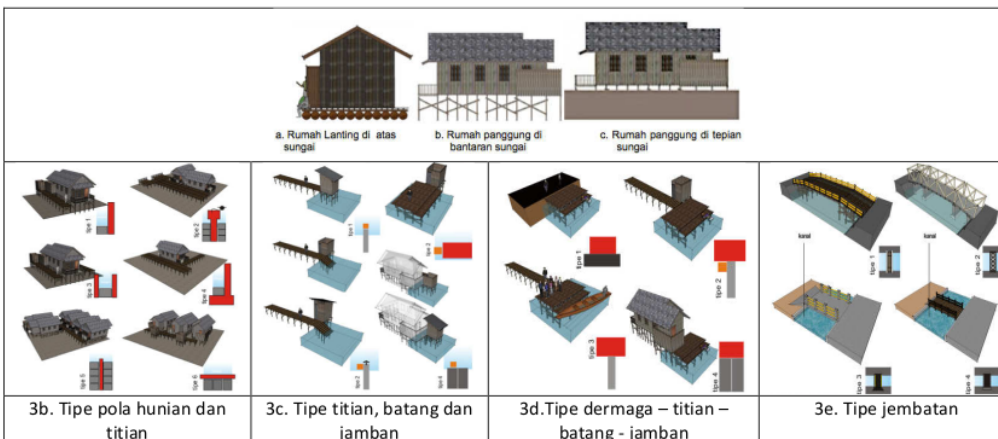 a. Rumah Lanting di atas
sungai
b. Rumah panggung di
bantaran sungai
c. Rumah panggung di tepian
sungai
tipe 1
tipe 2
tipe 3
tipe 4
tipe 5
tipe 6
3b. Tipe pola hunian dan
titian
tipe 1
tipe 3
tipe 2
tipe 4
3c. Tipe titian, batang dan
jamban
tipe 1
tipe 2
tipe 3
tipe 4
3d.Tipe dermaga – titian –
batang - jamban
kanal
kanal
tipe 1
tipe 2
tipe 3
tipe 4
3e. Tipe jembatan